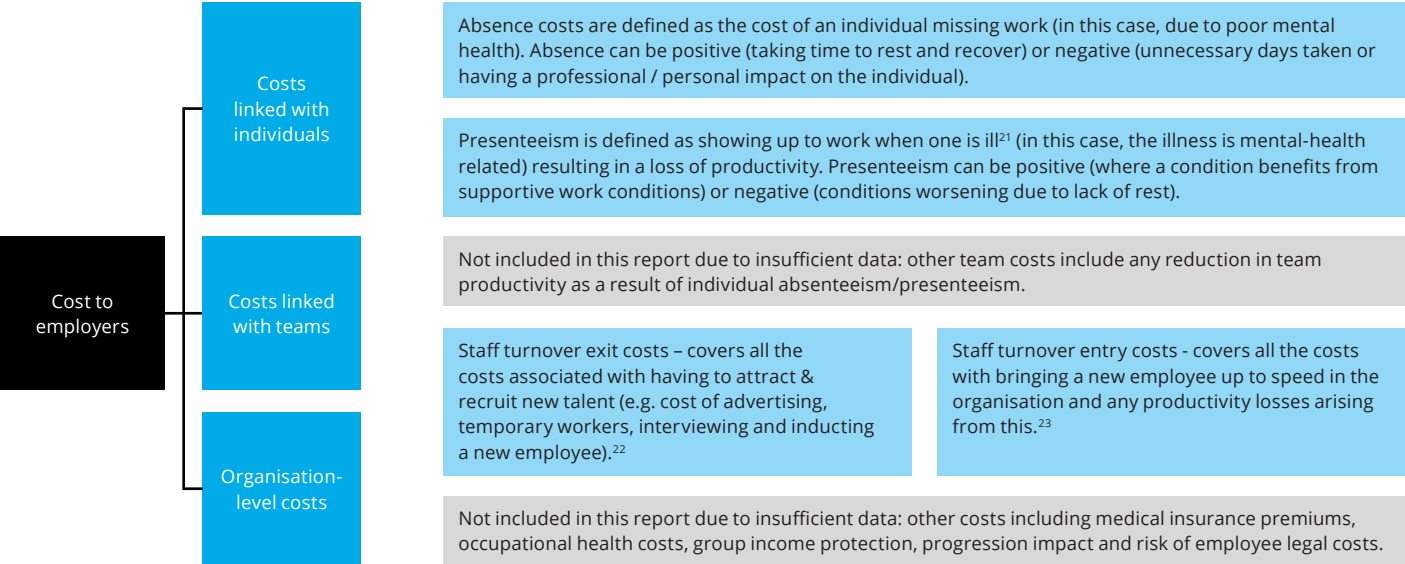 Cost to
employers
Costs
linked with
individuals
Absence costs are defined as the cost of an individual missing work (in this case, due to poor mental
health). Absence can be positive (taking time to rest and recover) or negative (unnecessary days taken or
having a professional / personal impact on the individual).
Presenteeism is defined as showing up to work when one is ill²¹ (in this case, the illness is mental-health
related) resulting in a loss of productivity. Presenteeism can be positive (where a condition benefits from
supportive work conditions) or negative (conditions worsening due to lack of rest).
Costs linked
with teams
Not included in this report due to insufficient data: other team costs include any reduction in team
productivity as a result of individual absenteeism/presenteeism.
Staff turnover exit costs – covers all the
costs associated with having to attract &
recruit new talent (e.g. cost of advertising,
temporary workers, interviewing and inducting
a new employee).²²
Staff turnover entry costs - covers all the costs
with bringing a new employee up to speed in the
organisation and any productivity losses arising
from this.²³
Organisation-
level costs
Not included in this report due to insufficient data: other costs including medical insurance premiums,
occupational health costs, group income protection, progression impact and risk of employee legal costs.